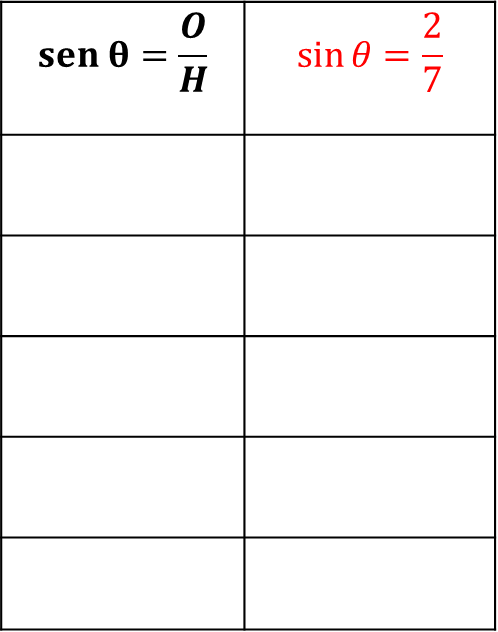 sen θ = O/H
sin θ = 2/7